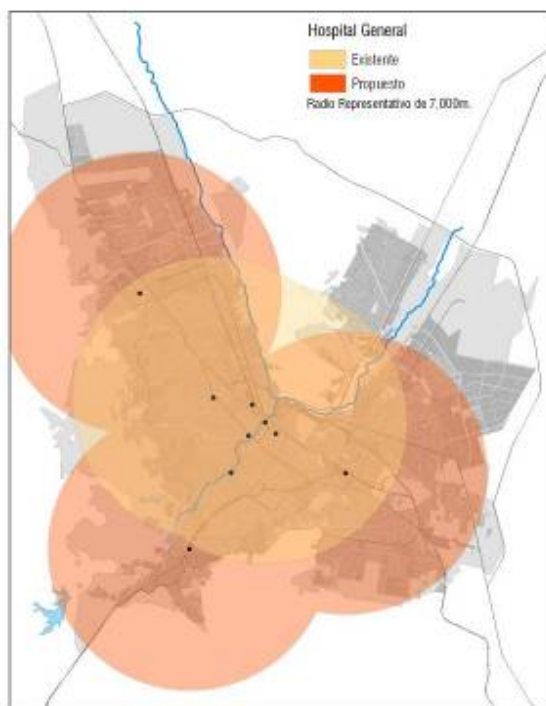 Hospital General
Existente
Propuesto
Radio Representativo de 7,000m.